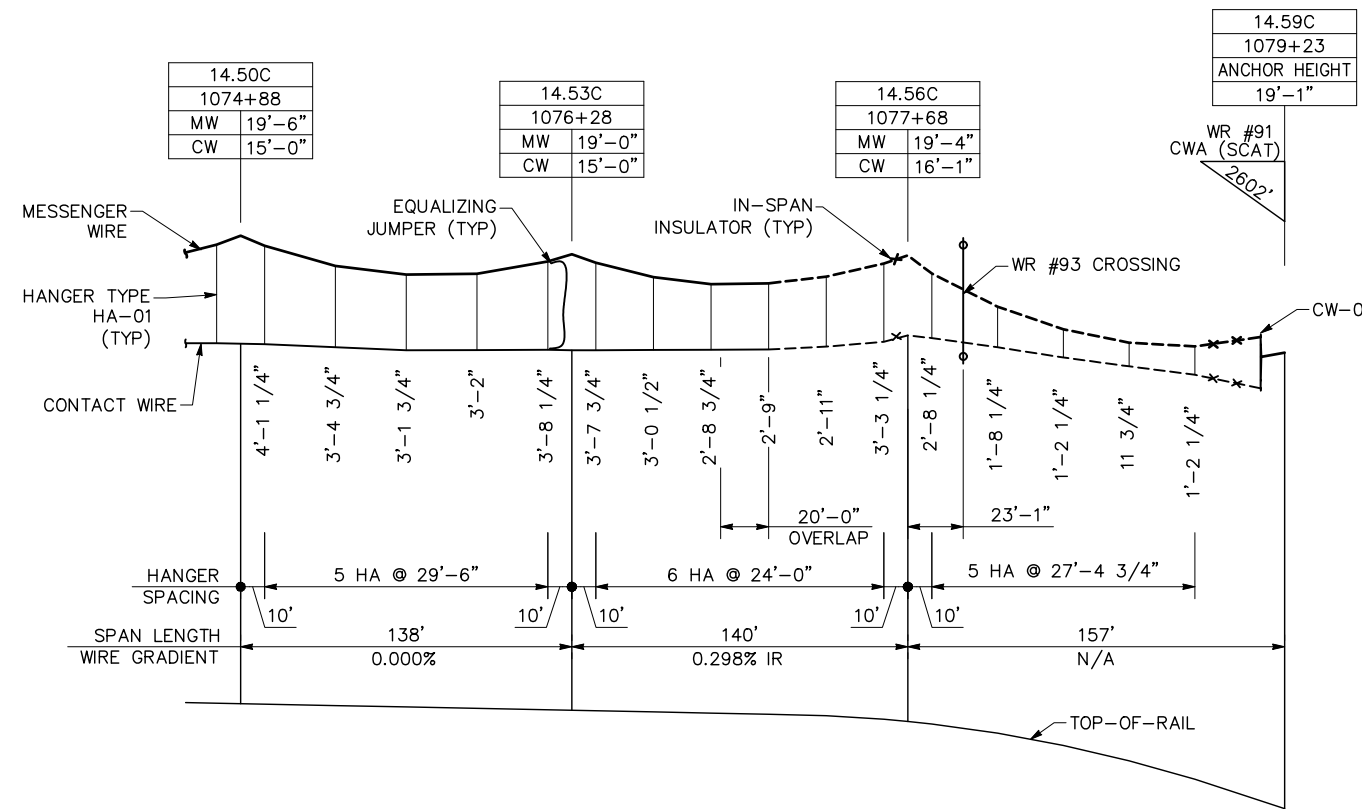 14.50C
1074+88
MW 19'-6"
CW 15'-0"
14.53C
1076+28
MW 19'-0"
CW 15'-0"
14.56C
1077+68
MW 19'-4"
CW 16'-1"
14.59C
1079+23
ANCHOR HEIGHT
19'-1"
WR #91
CWA (SCAT)
2602'
MESSENGER
WIRE
EQUALIZING
JUMPER (TYP)
IN-SPAN
INSULATOR (TYP)
WR #93 CROSSING
HANGER TYPE
HA-01
(TYP)
CW-0
CONTACT WIRE
4'-1 1/4"
3'-4 3/4"
3'-1 3/4"
3'-2"
3'-8 1/4"
3'-7 3/4"
3'-0 1/2"
2'-8 3/4"
2'-9"
2'-11"
3'-3 1/4"
2'-8 1/4"
1'-8 1/4"
1'-2 1/4"
11 3/4"
1'-2 1/4"
20'-0"
OVERLAP
23'-1"
HANGER
SPACING
5 HA @ 29'-6"
6 HA @ 24'-0"
5 HA @ 27'-4 3/4"
10'
10'
10'
10'
10'
SPAN LENGTH
WIRE GRADIENT
138'
0.000%
140'
0.298% IR
157'
N/A
TOP-OF-RAIL